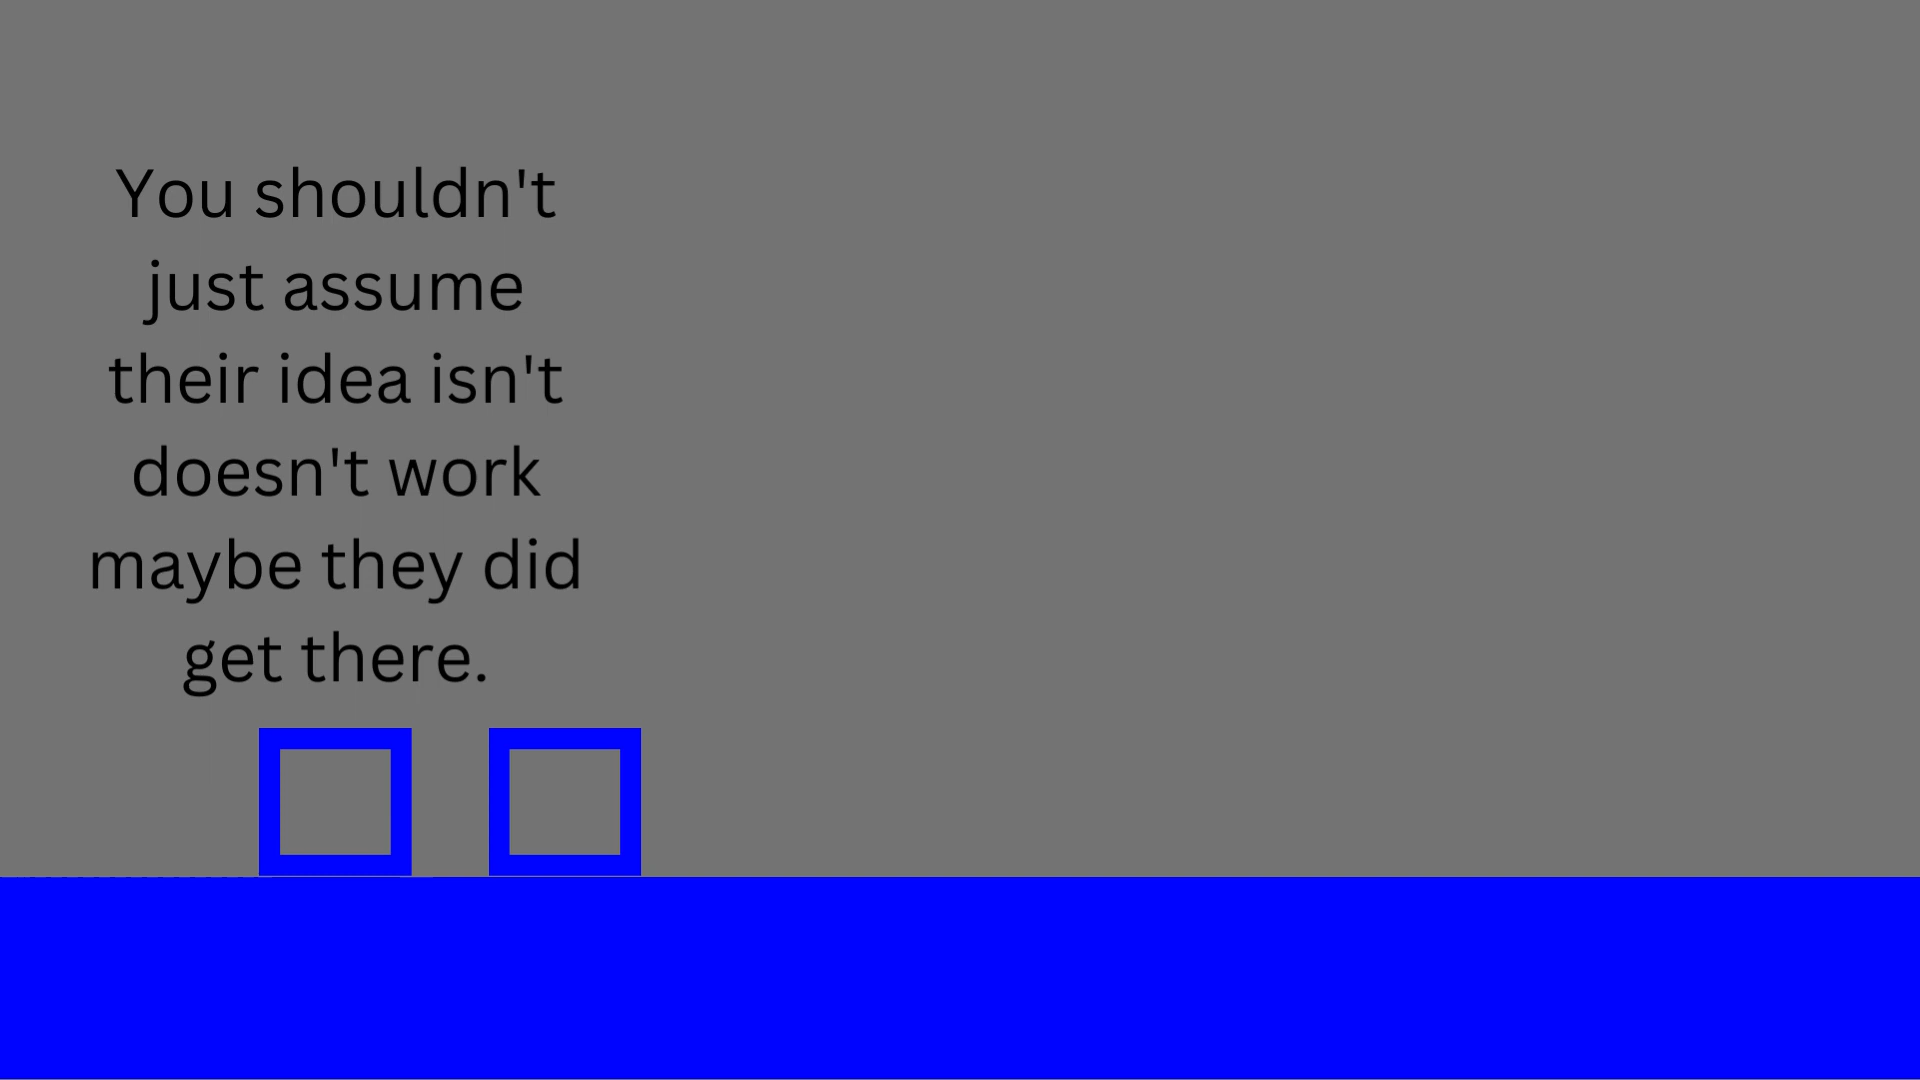 You shouldn't
just assume
their idea isn't
doesn't work
maybe they did
get there.